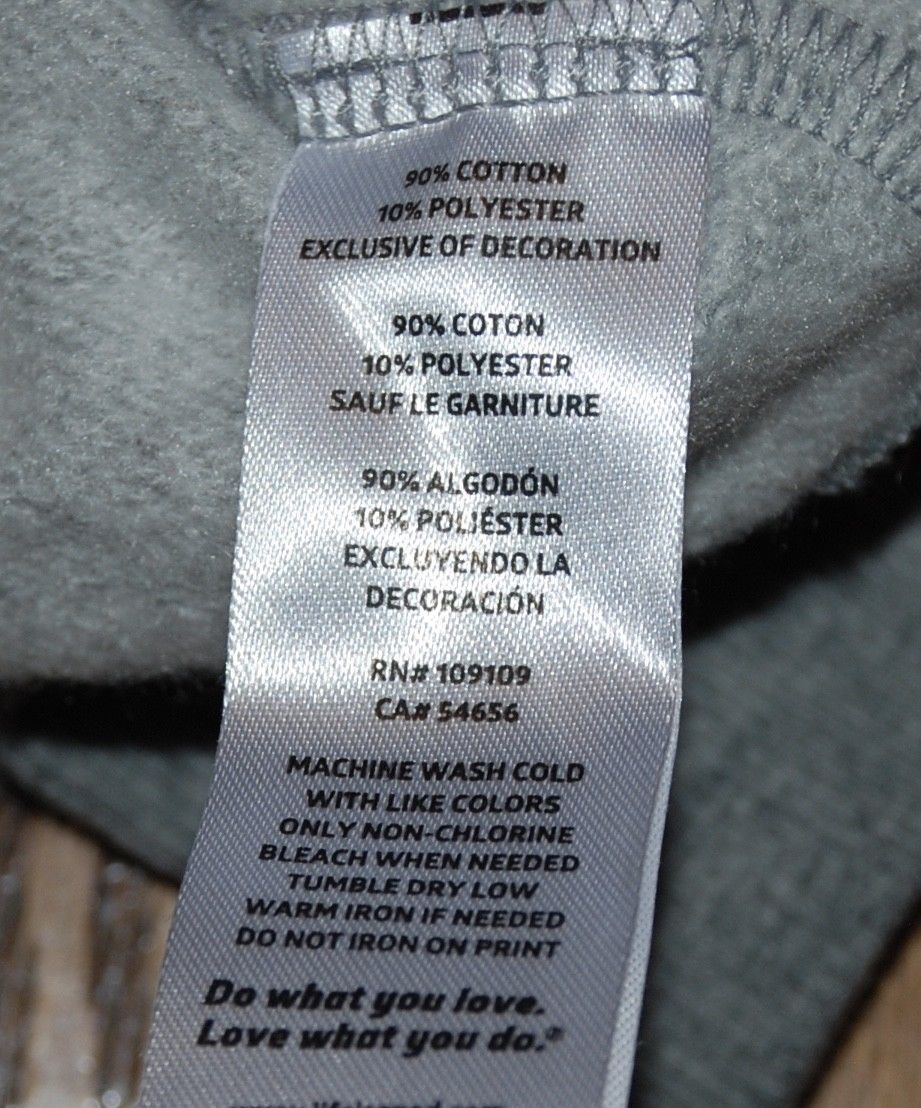 90% COTTON
10% POLYESTER
EXCLUSIVE OF DECORATION
90% COTON
10% POLYESTER
SAUF LE GARNITURE
90% ALGODÓN
10% POLIÉSTER
EXCLUYENDO LA
DECORACIÓN
RN# 109109
CA# 54656
MACHINE WASH COLD
WITH LIKE COLORS
ONLY NON-CHLORINE
BLEACH WHEN NEEDED
TUMBLE DRY LOW
WARM IRON IF NEEDED
DO NOT IRON ON PRINT
Do what you love.
Love what you do.®